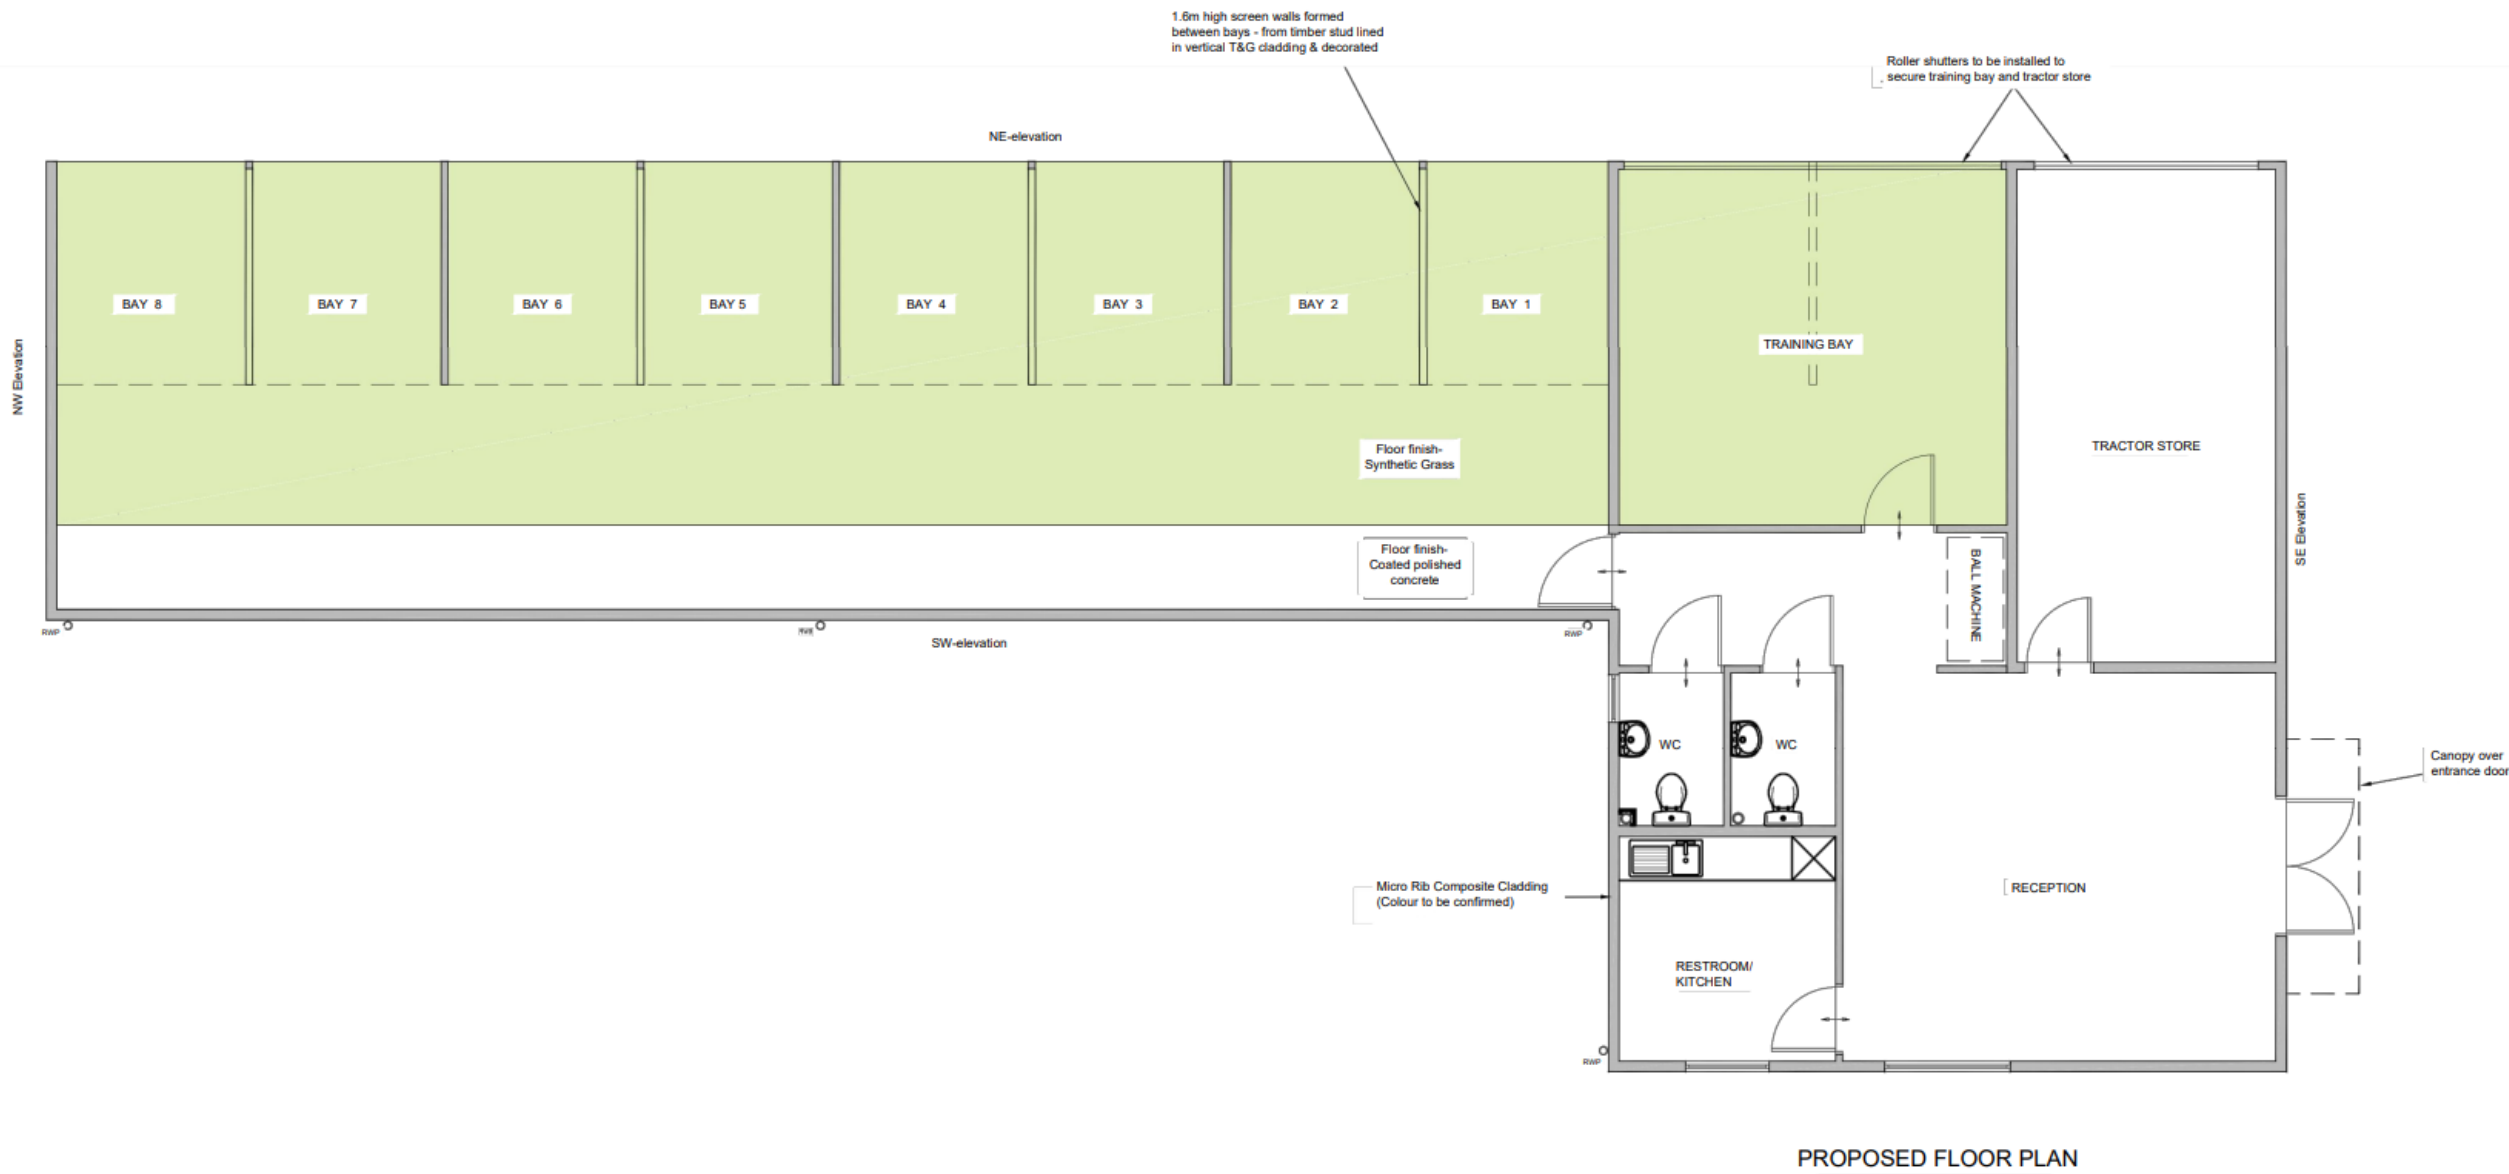 1.6m high screen walls formed
between bays - from timber stud lined
in vertical T&G cladding & decorated
Roller shutters to be installed to
secure training bay and tractor store
NE-elevation
BAY 8
BAY 7
BAY 6
BAY 5
BAY 4
BAY 3
BAY 2
BAY 1
TRAINING BAY
NW Elevation
TRACTOR STORE
SE Elevation
Floor finish-
Synthetic Grass
Floor finish-
Coated polished
concrete
BALL MACHINE
RWP
RWP
SW-elevation
WC
WC
Canopy over
entrance door
Micro Rib Composite Cladding
(Colour to be confirmed)
RECEPTION
RESTROOM/
KITCHEN
RWP
PROPOSED FLOOR PLAN